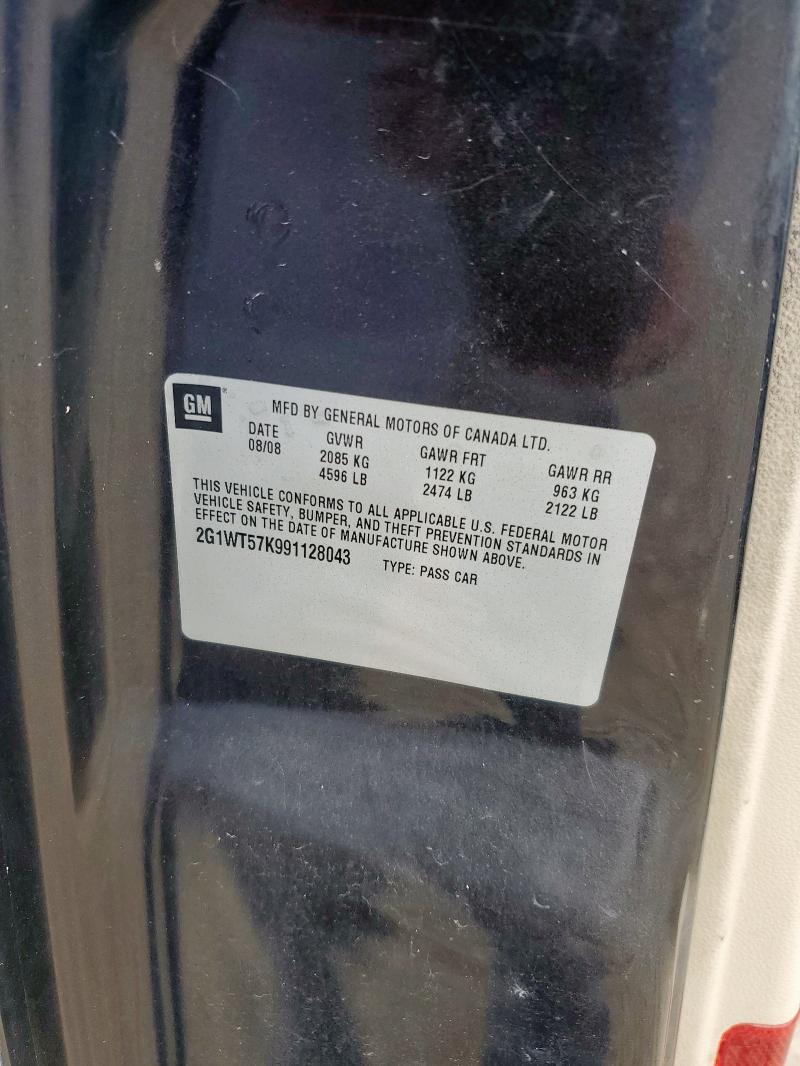 GM
MFD BY GENERAL MOTORS OF CANADA LTD.
DATE GVWR GAWR FRT GAWR RR
08/08 2085 KG 1122 KG 963 KG
4596 LB 2474 LB 2122 LB
THIS VEHICLE CONFORMS TO ALL APPLICABLE U.S. FEDERAL MOTOR
VEHICLE SAFETY, BUMPER, AND THEFT PREVENTION STANDARDS IN
EFFECT ON THE DATE OF MANUFACTURE SHOWN ABOVE.
2G1WT57K991128043 TYPE: PASS CAR